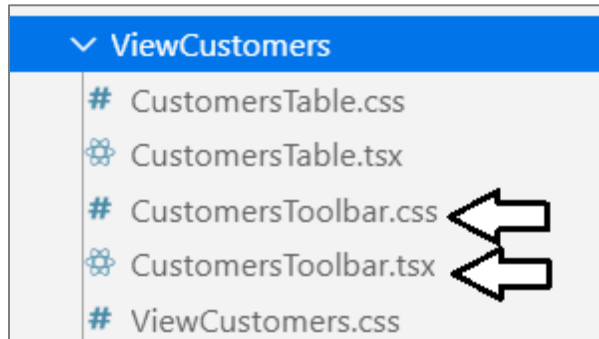 ViewCustomers
# CustomersTable.css
CustomersTable.tsx
# CustomersToolbar.css
CustomersToolbar.tsx
# ViewCustomers.css